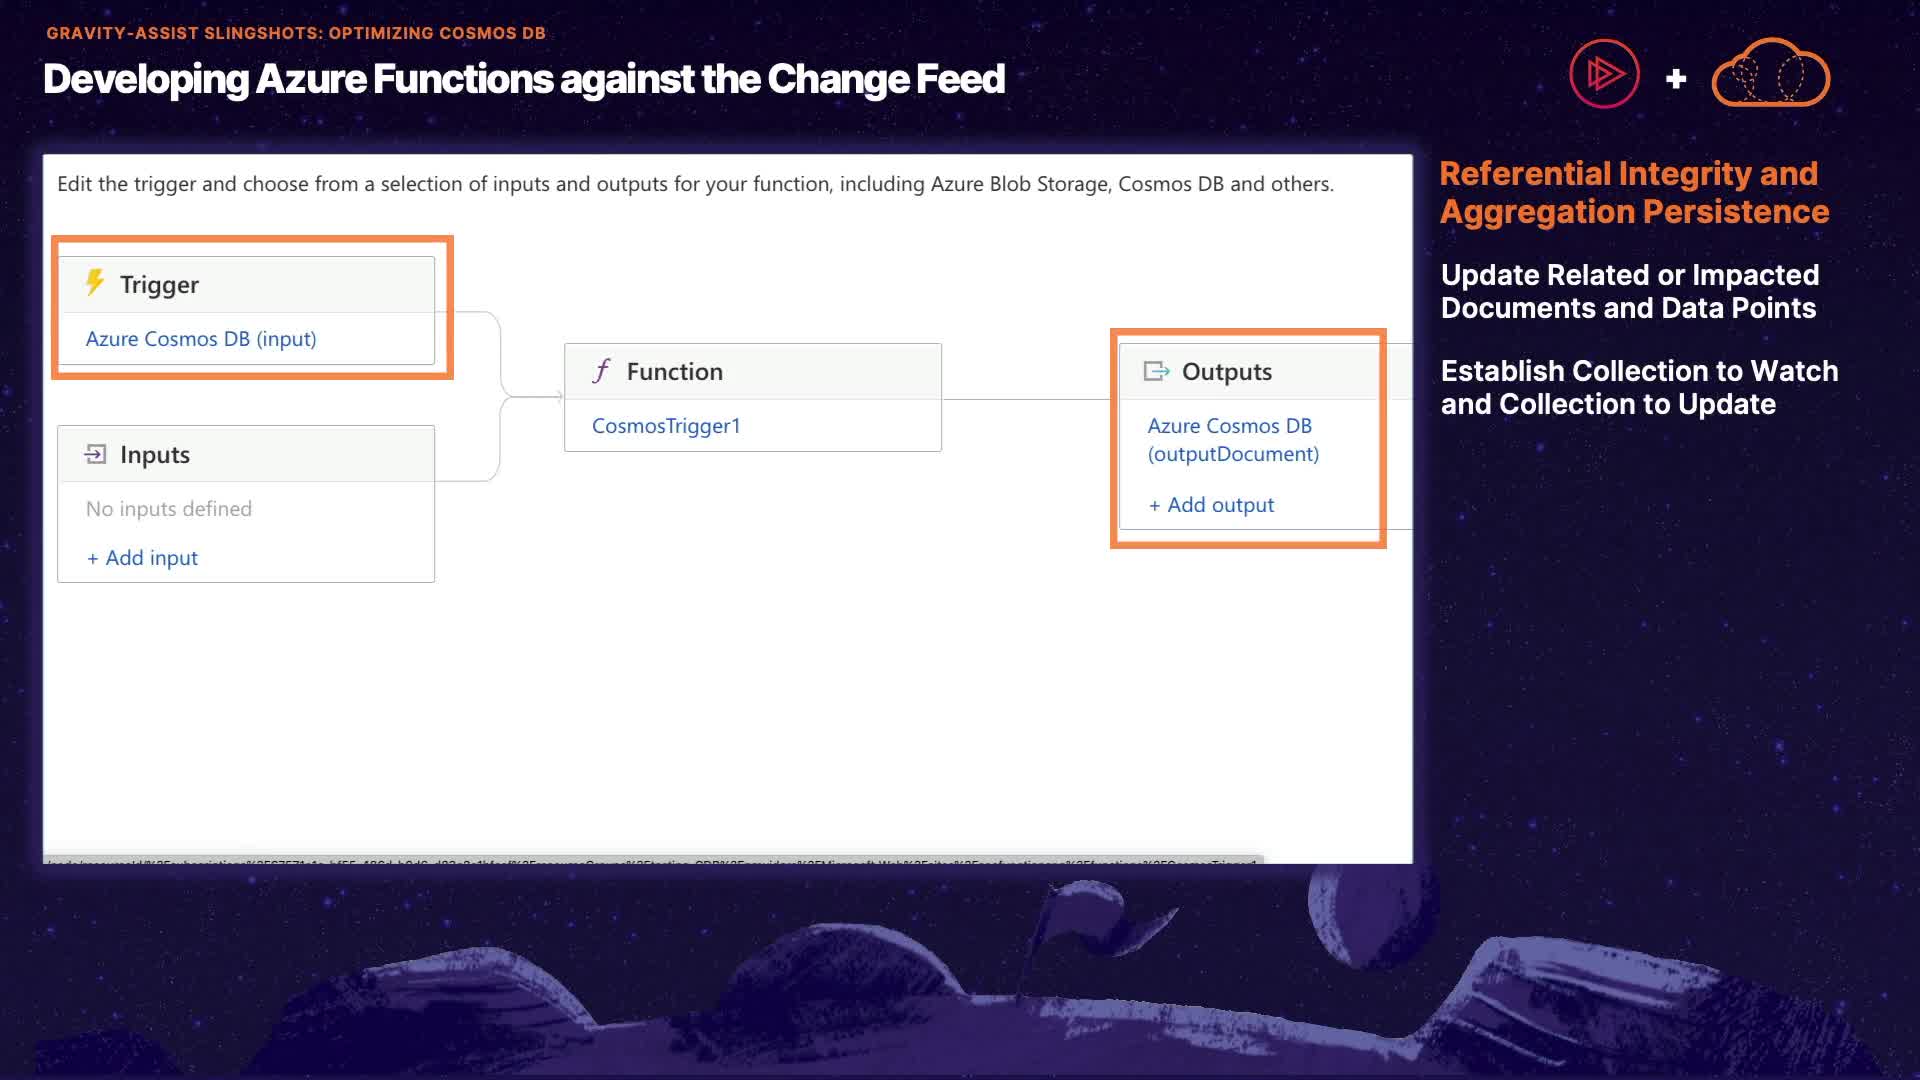 GRAVITY-ASSIST SLINGSHOTS: OPTIMIZING COSMOS DB
Developing Azure Functions against the Change Feed
Edit the trigger and choose from a selection of inputs and outputs for your function, including Azure Blob Storage, Cosmos DB and others.
Trigger
Azure Cosmos DB (input)
Inputs
No inputs defined
+ Add input
Function
CosmosTrigger1
Outputs
Azure Cosmos DB
(outputDocument)
+ Add output
Referential Integrity and
Aggregation Persistence
Update Related or Impacted
Documents and Data Points
Establish Collection to Watch
and Collection to Update